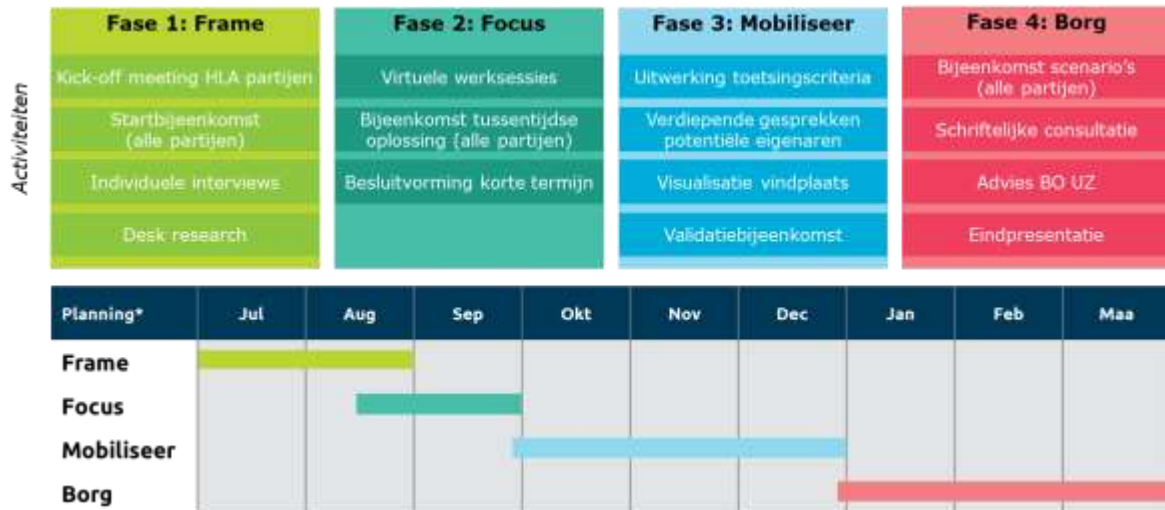 Fase 1: Frame
Fase 2: Focus
Fase 3: Mobiliseer
Fase 4: Borg
Activiteiten
Kick-off meeting HLA partijen
Startbijeenkomst
(alle partijen)
Individuele interviews
Desk research
Virtuele werksessies
Bijeenkomst tussentijdse
oplossing (alle partijen)
Besluitvorming korte termijn
Uitwerking toetsingscriteria
Verdiepende gesprekken
potentiële eigenaren
Visualisatie vindplaats
Validatiebijeenkomst
Bijeenkomst scenario's
(alle partijen)
Schriftelijke consultatie
Advies BO UZ
Eindpresentatie
Planning* Jul Aug Sep Okt Nov Dec Jan Feb Maa
Frame
Focus
Mobiliseer
Borg